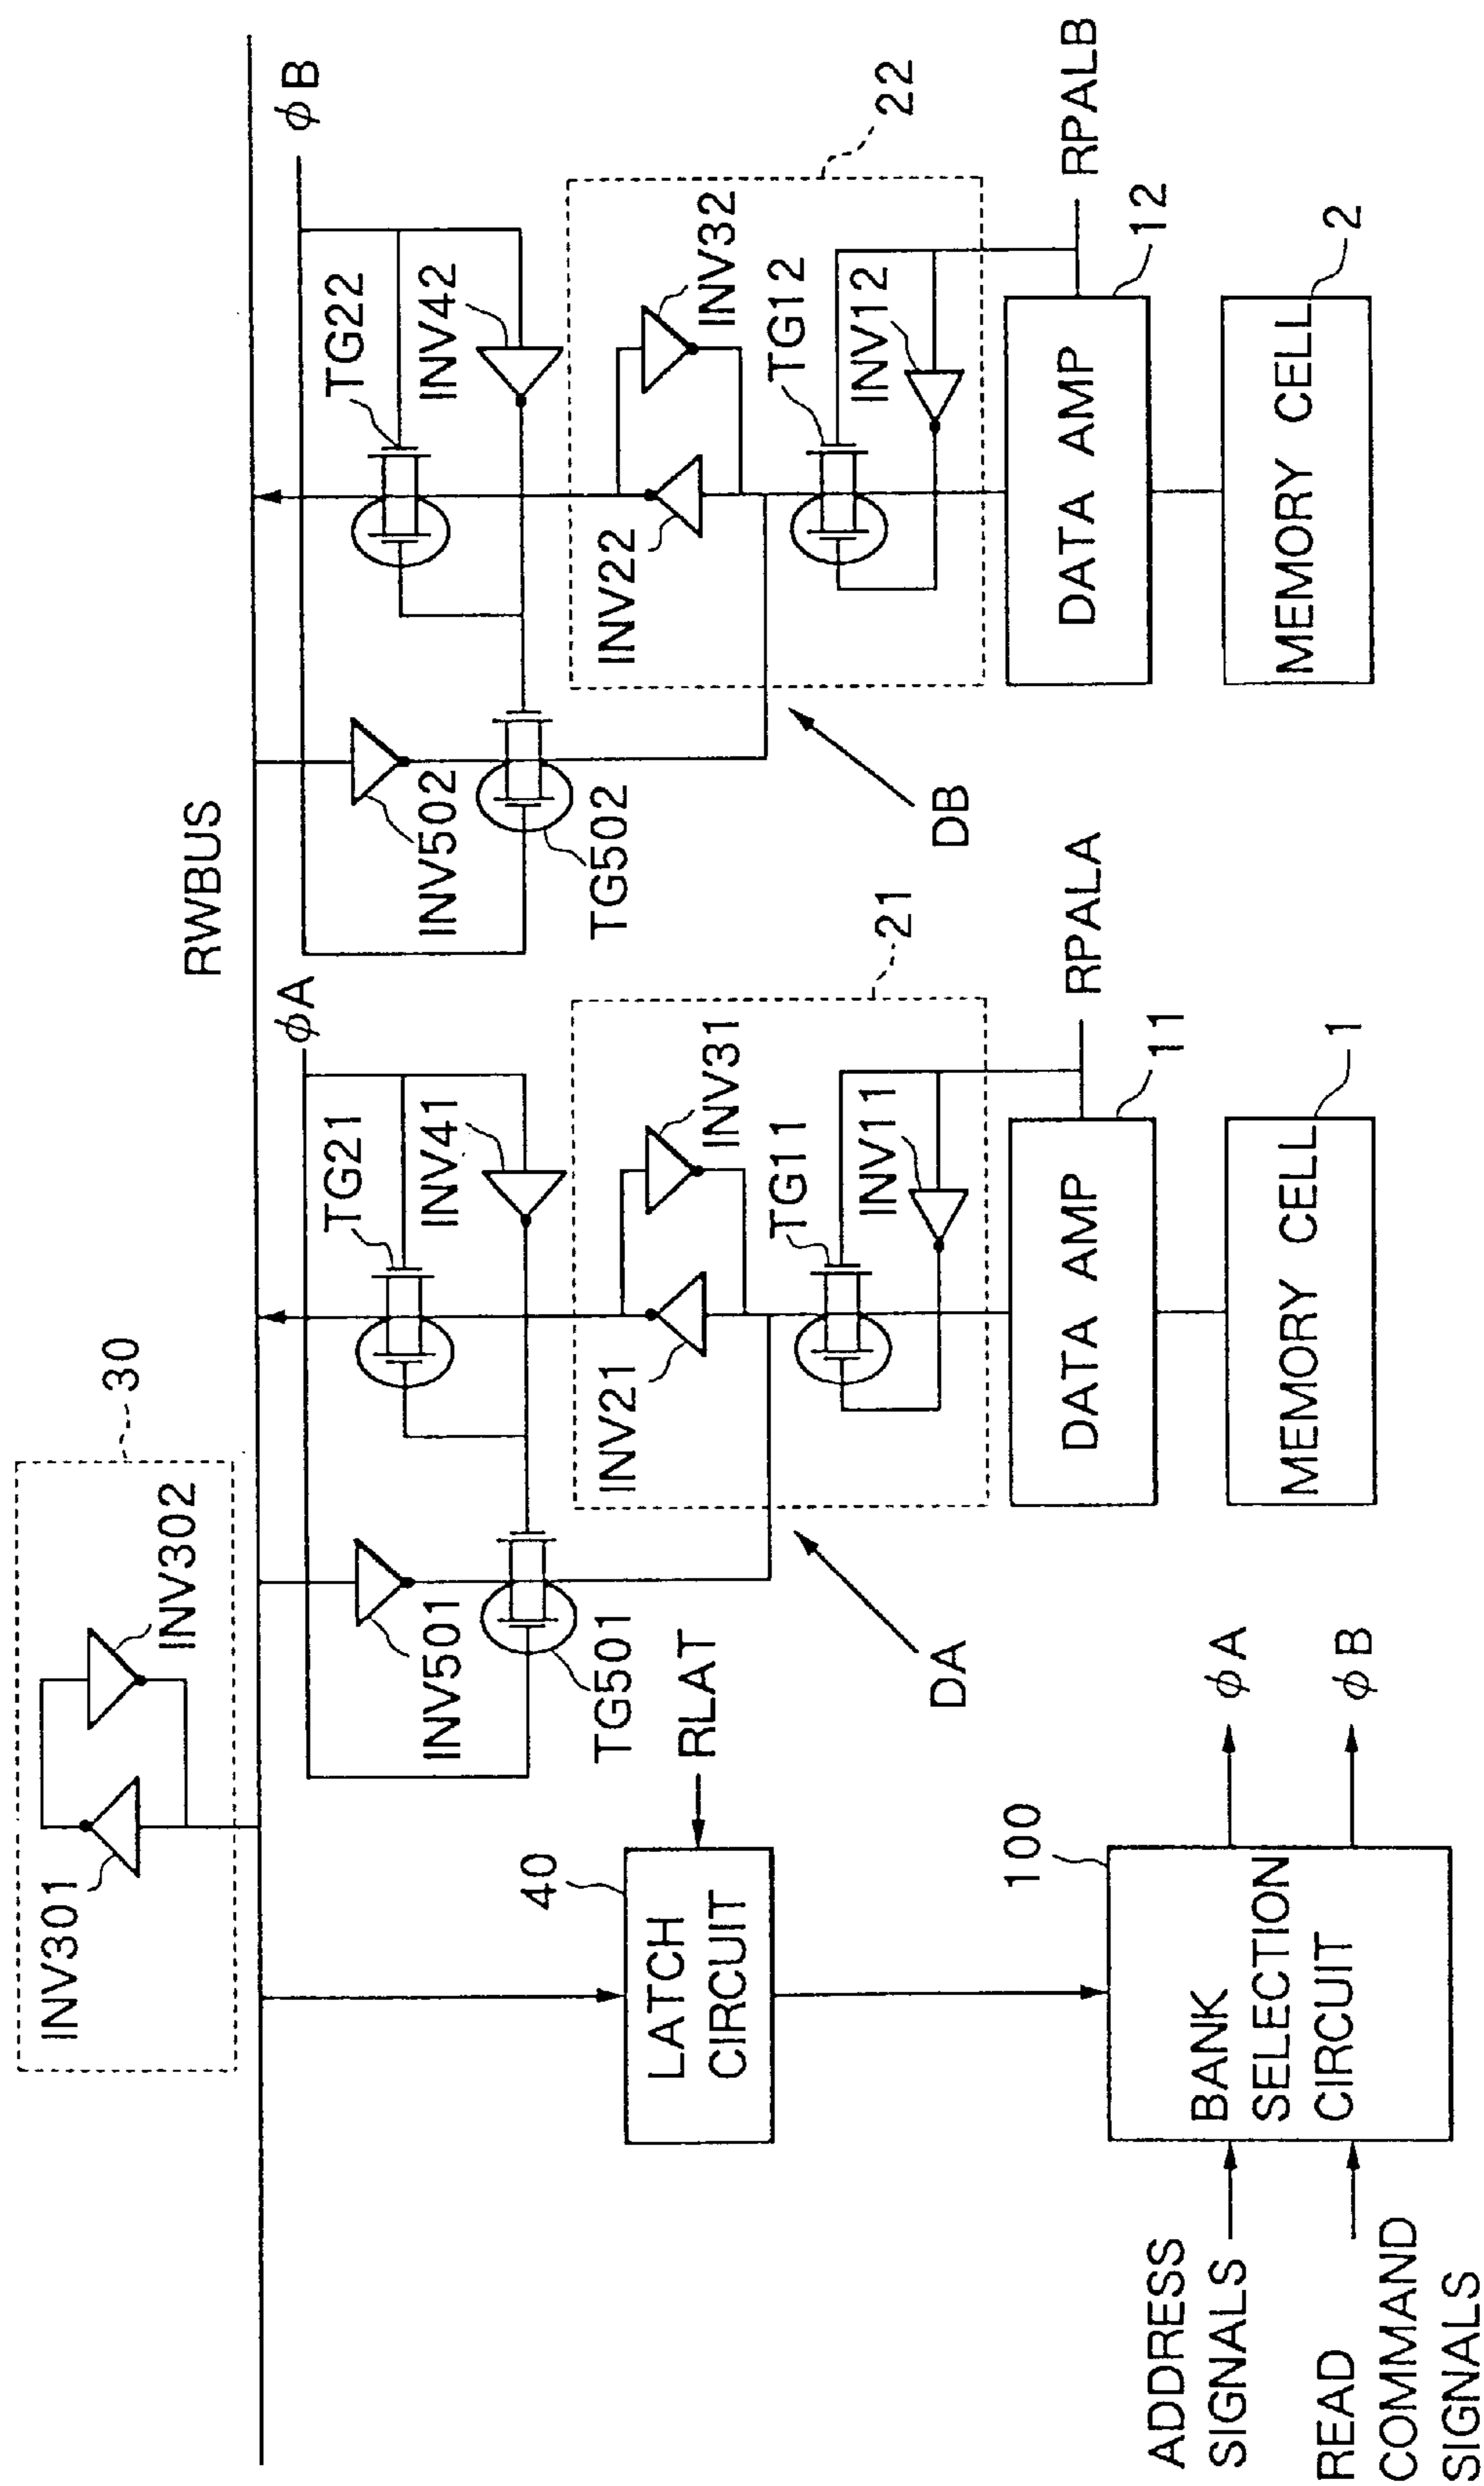 30
INV301
INV302
RWBUS
φA
φB
TG21
TG22
INV41
INV42
INV501
INV502
TG501
TG502
INV21
INV31
21
INV22
INV32
22
TG11
INV11
TG12
INV12
DA
DB
RPALA
RPALB
40
LATCH
CIRCUIT
RLAT
DATA AMP
11
DATA AMP
12
MEMORY CELL
1
MEMORY CELL
2
100
BANK
SELECTION
CIRCUIT
φA
φB
ADDRESS
SIGNALS
READ
COMMAND
SIGNALS